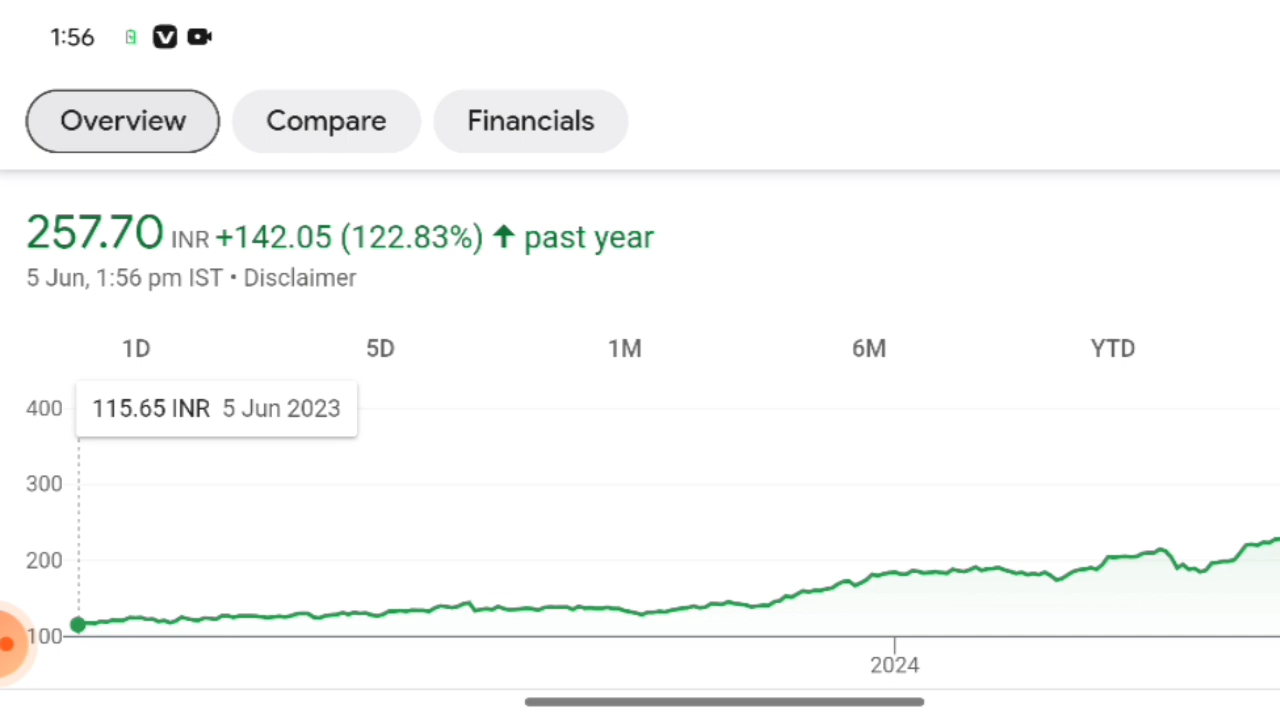 1:56
Overview Compare Financials
257.70 INR +142.05 (122.83%) ↑ past year
5 Jun, 1:56 pm IST • Disclaimer
1D 5D 1M 6M YTD
400 115.65 INR 5 Jun 2023
300
200
100
2024